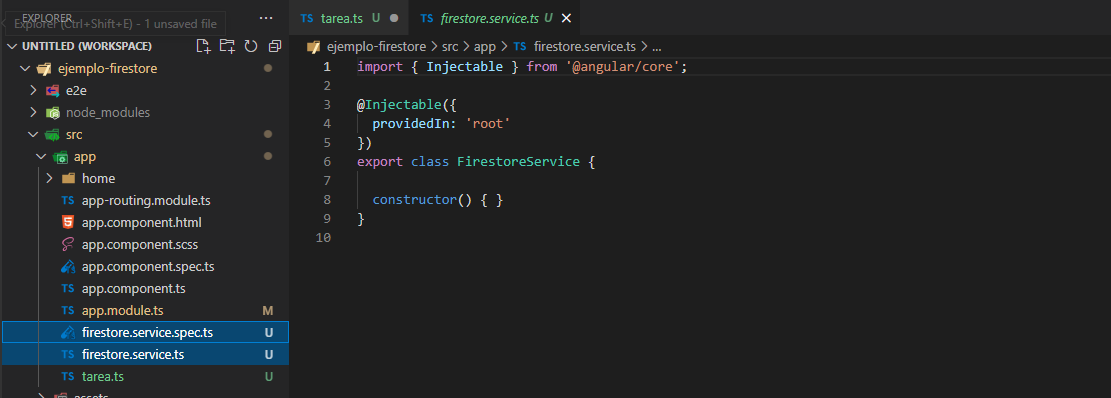 EXPLORER
Explorer (Ctrl+Shift+E) - 1 unsaved file
UNTITLED (WORKSPACE)
ejemplo-firestore
e2e
node_modules
src
app
home
TS app-routing.module.ts
app.component.html
app.component.scss
app.component.spec.ts
TS app.component.ts
TS app.module.ts M
firestore.service.spec.ts U
TS firestore.service.ts U
TS tarea.ts U
assets
TS tarea.ts U
TS firestore.service.ts U
ejemplo-firestore > src > app > TS firestore.service.ts > ...
1 import { Injectable } from '@angular/core';
2
3 @Injectable({
4   providedIn: 'root'
5 })
6 export class FirestoreService {
7
8   constructor() { }
9 }
10